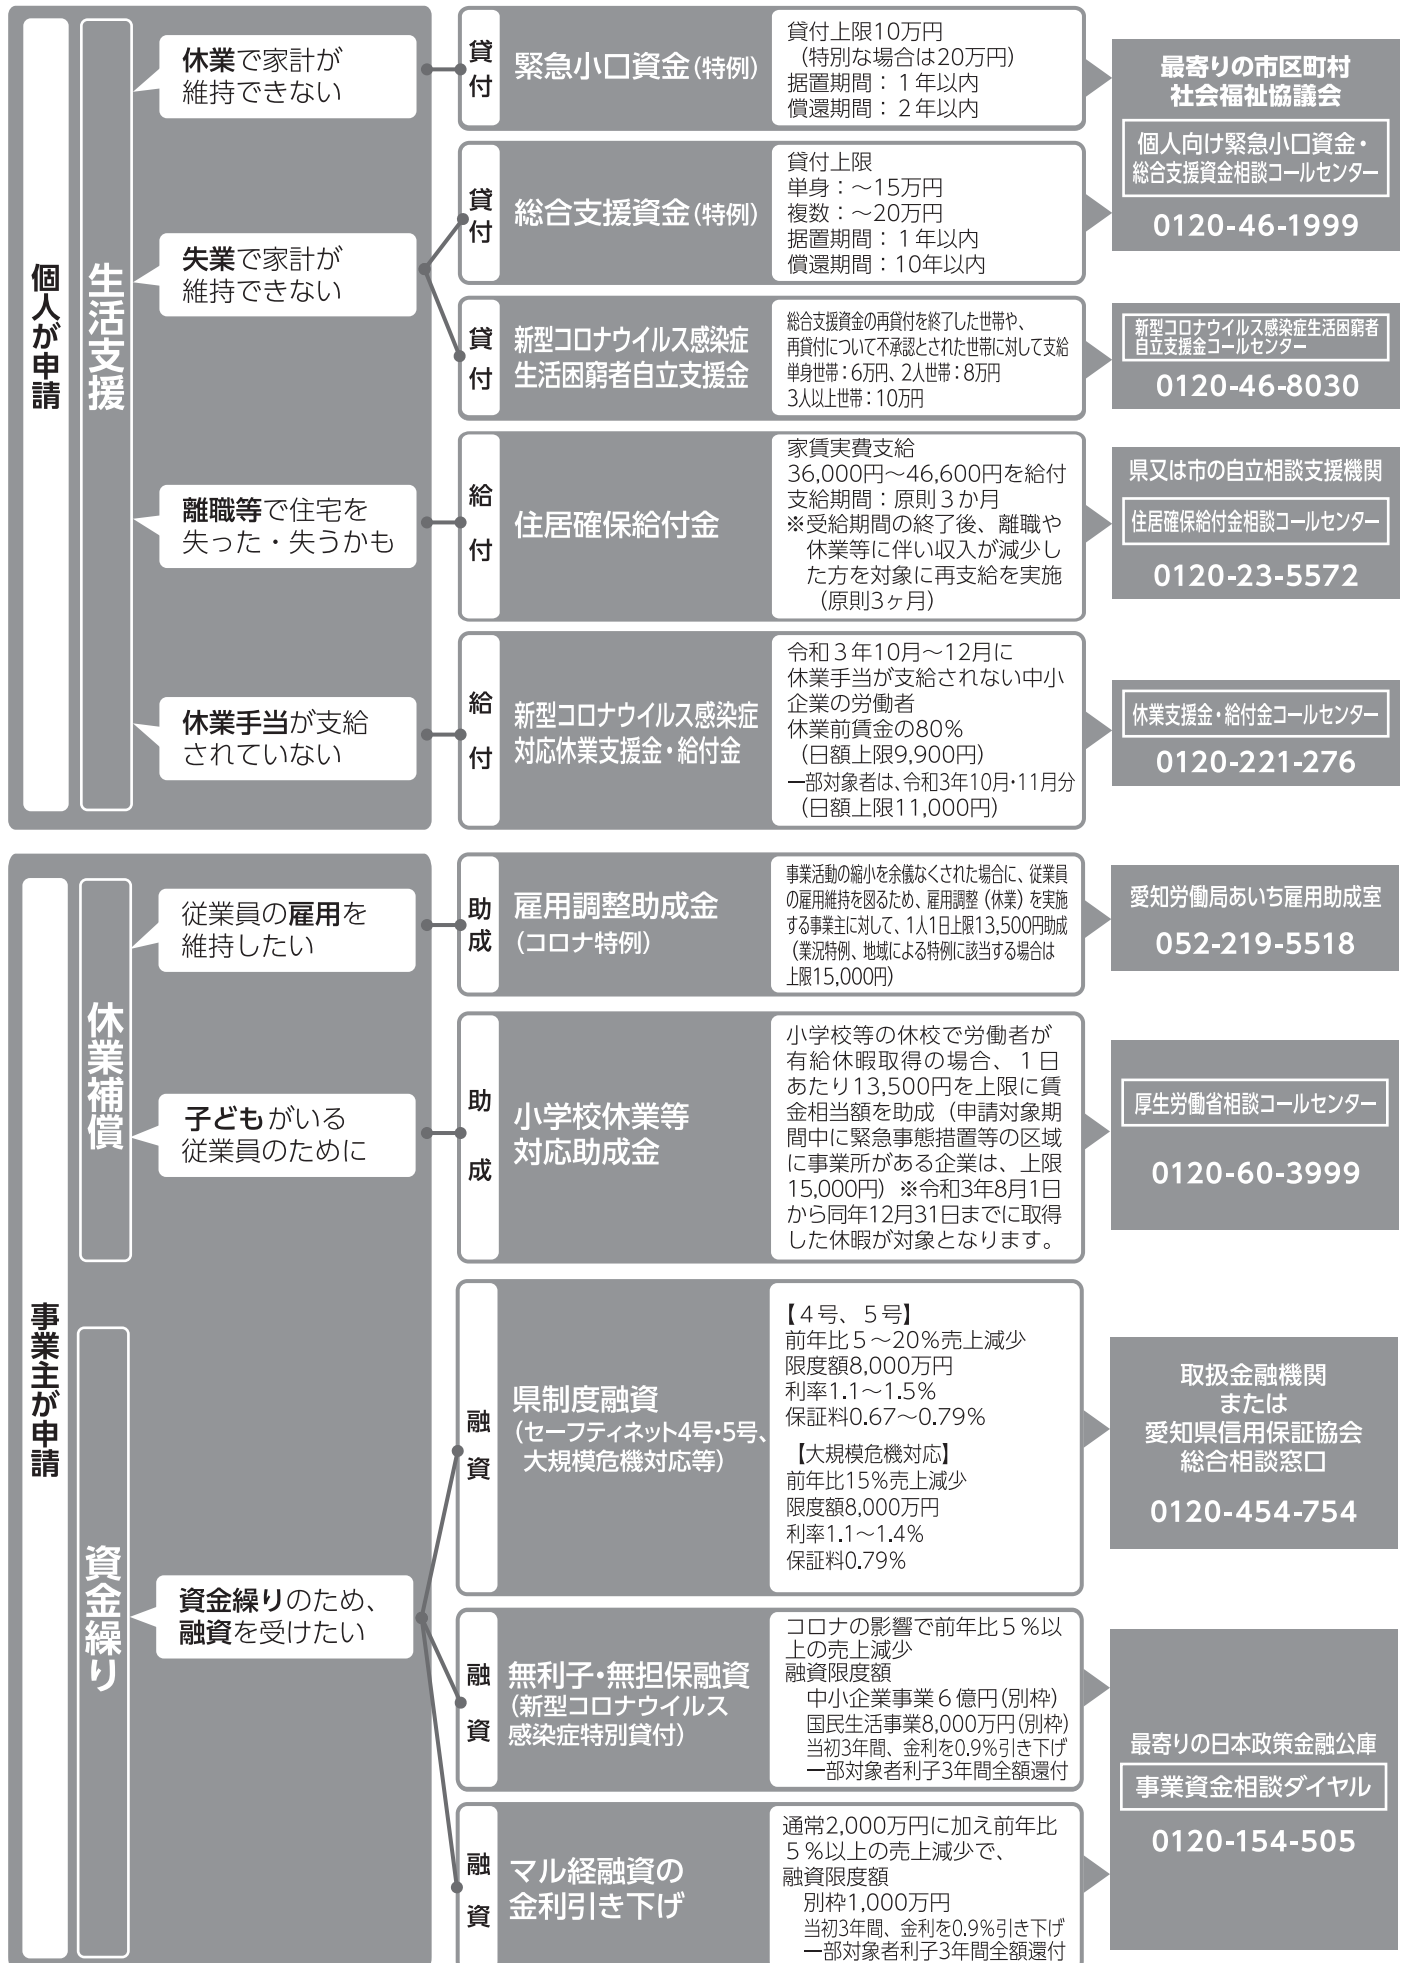 個人が申請
生活支援
休業で家計が
維持できない
貸付
緊急小口資金(特例)
貸付上限10万円
(特別な場合は20万円)
据置期間：1年以内
償還期間：2年以内
最寄りの市区町村
社会福祉協議会
個人向け緊急小口資金・
総合支援資金相談コールセンター
0120-46-1999
失業で家計が
維持できない
貸付
総合支援資金(特例)
貸付上限
単身：～15万円
複数：～20万円
据置期間：1年以内
償還期間：10年以内
貸付
新型コロナウイルス感染症
生活困窮者自立支援金
総合支援資金の再貸付を終了した世帯や、
再貸付について不承認とされた世帯に対して支給
単身世帯：6万円、2人世帯：8万円
3人以上世帯：10万円
新型コロナウイルス感染症生活困窮者
自立支援金コールセンター
0120-46-8030
離職等で住宅を
失った・失うかも
給付
住居確保給付金
家賃実費支給
36,000円～46,600円を給付
支給期間：原則3か月
※受給期間の終了後、離職や
休業等に伴い収入が減少し
た方を対象に再支給を実施
(原則3ヶ月)
県又は市の自立相談支援機関
住居確保給付金相談コールセンター
0120-23-5572
休業手当が支給
されていない
給付
新型コロナウイルス感染症
対応休業支援金・給付金
令和3年10月～12月に
休業手当が支給されない中小
企業の労働者
休業前賃金の80%
(日額上限9,900円)
一部対象者は、令和3年10月・11月分
(日額上限11,000円)
休業支援金・給付金コールセンター
0120-221-276
事業主が申請
休業補償
従業員の雇用を
維持したい
助成
雇用調整助成金
(コロナ特例)
事業活動の縮小を余儀なくされた場合に、従業員
の雇用維持を図るため、雇用調整（休業）を実施
する事業主に対して、1人1日上限13,500円助成
(業況特例、地域による特例に該当する場合は
上限15,000円)
愛知労働局あいち雇用助成室
052-219-5518
子どもがいる
従業員のために
助成
小学校休業等
対応助成金
小学校等の休校で労働者が
有給休暇取得の場合、1日
あたり13,500円を上限に賃
金相当額を助成（申請対象期
間中に緊急事態措置等の区域
に事業所がある企業は、上限
15,000円）※令和3年8月1日
から同年12月31日までに取得
した休暇が対象となります。
厚生労働省相談コールセンター
0120-60-3999
資金繰り
資金繰りのため、
融資を受けたい
融資
県制度融資
(セーフティネット4号・5号、
大規模危機対応等)
【4号、5号】
前年比5～20%売上減少
限度額8,000万円
利率1.1～1.5%
保証料0.67～0.79%
【大規模危機対応】
前年比15%売上減少
限度額8,000万円
利率1.1～1.4%
保証料0.79%
取扱金融機関
または
愛知県信用保証協会
総合相談窓口
0120-454-754
融資
無利子・無担保融資
(新型コロナウイルス
感染症特別貸付)
コロナの影響で前年比5%以
上の売上減少
融資限度額
中小企業事業6億円(別枠)
国民生活事業8,000万円(別枠)
当初3年間、金利を0.9%引き下げ
一部対象者利子3年間全額還付
最寄りの日本政策金融公庫
事業資金相談ダイヤル
0120-154-505
融資
マル経融資の
金利引き下げ
通常2,000万円に加え前年比
5%以上の売上減少で、
融資限度額
別枠1,000万円
当初3年間、金利を0.9%引き下げ
一部対象者利子3年間全額還付